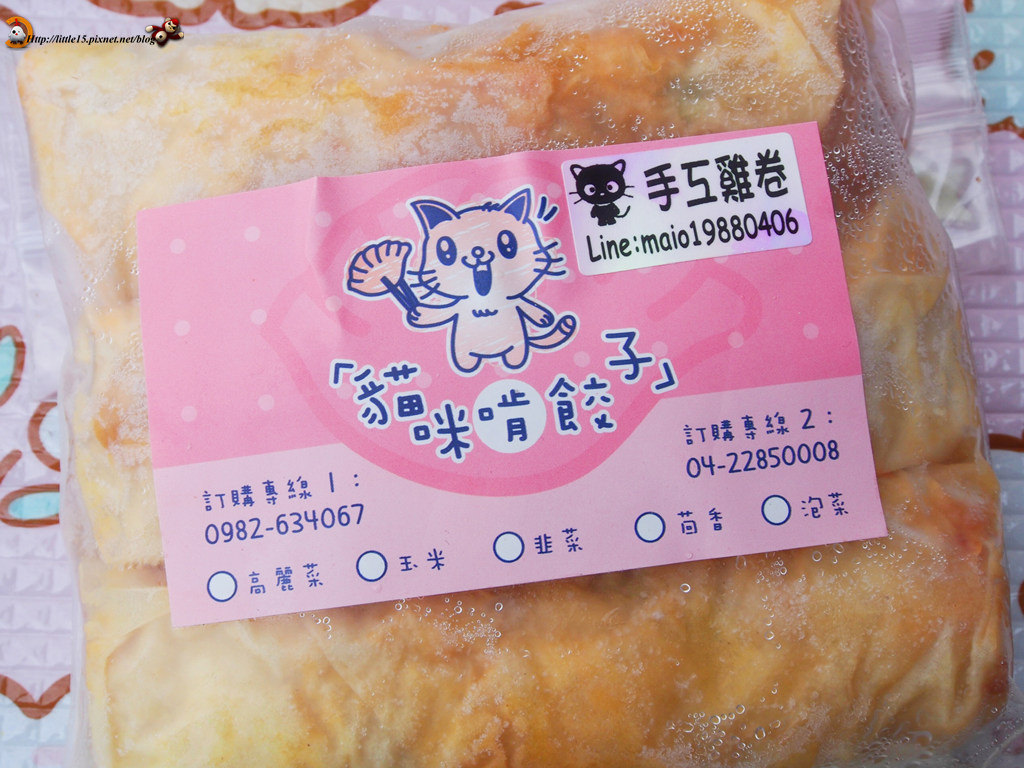 Http://little15.pixnet.net/blog
手工雞卷
Line:maio19880406
「貓咪啃餃子」
訂購專線1:
0982-634067
訂購專線2:
04-22850008
高麗菜
玉米
韭菜
茴香
泡菜